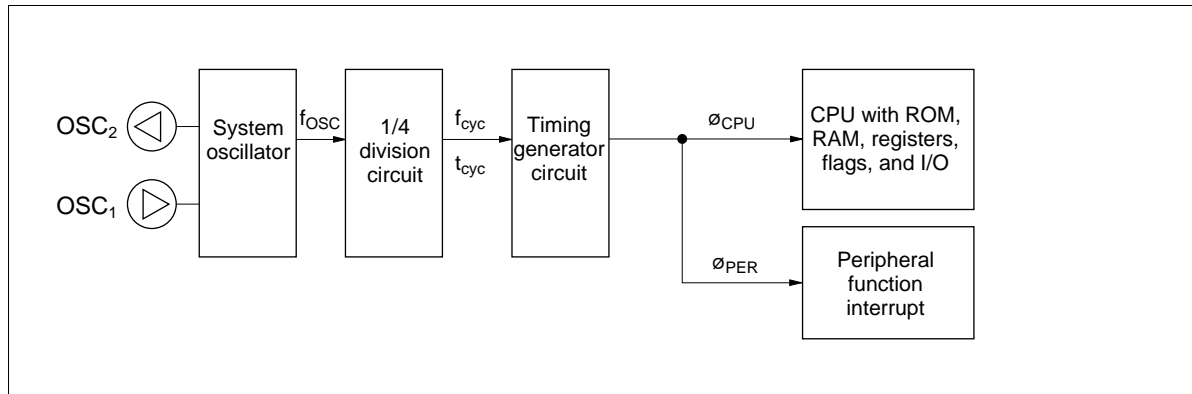 OSC₂
OSC₁
System
oscillator
fOSC
1/4
division
circuit
fcyc
tcyc
Timing
generator
circuit
øCPU
CPU with ROM,
RAM, registers,
flags, and I/O
øPER
Peripheral
function
interrupt